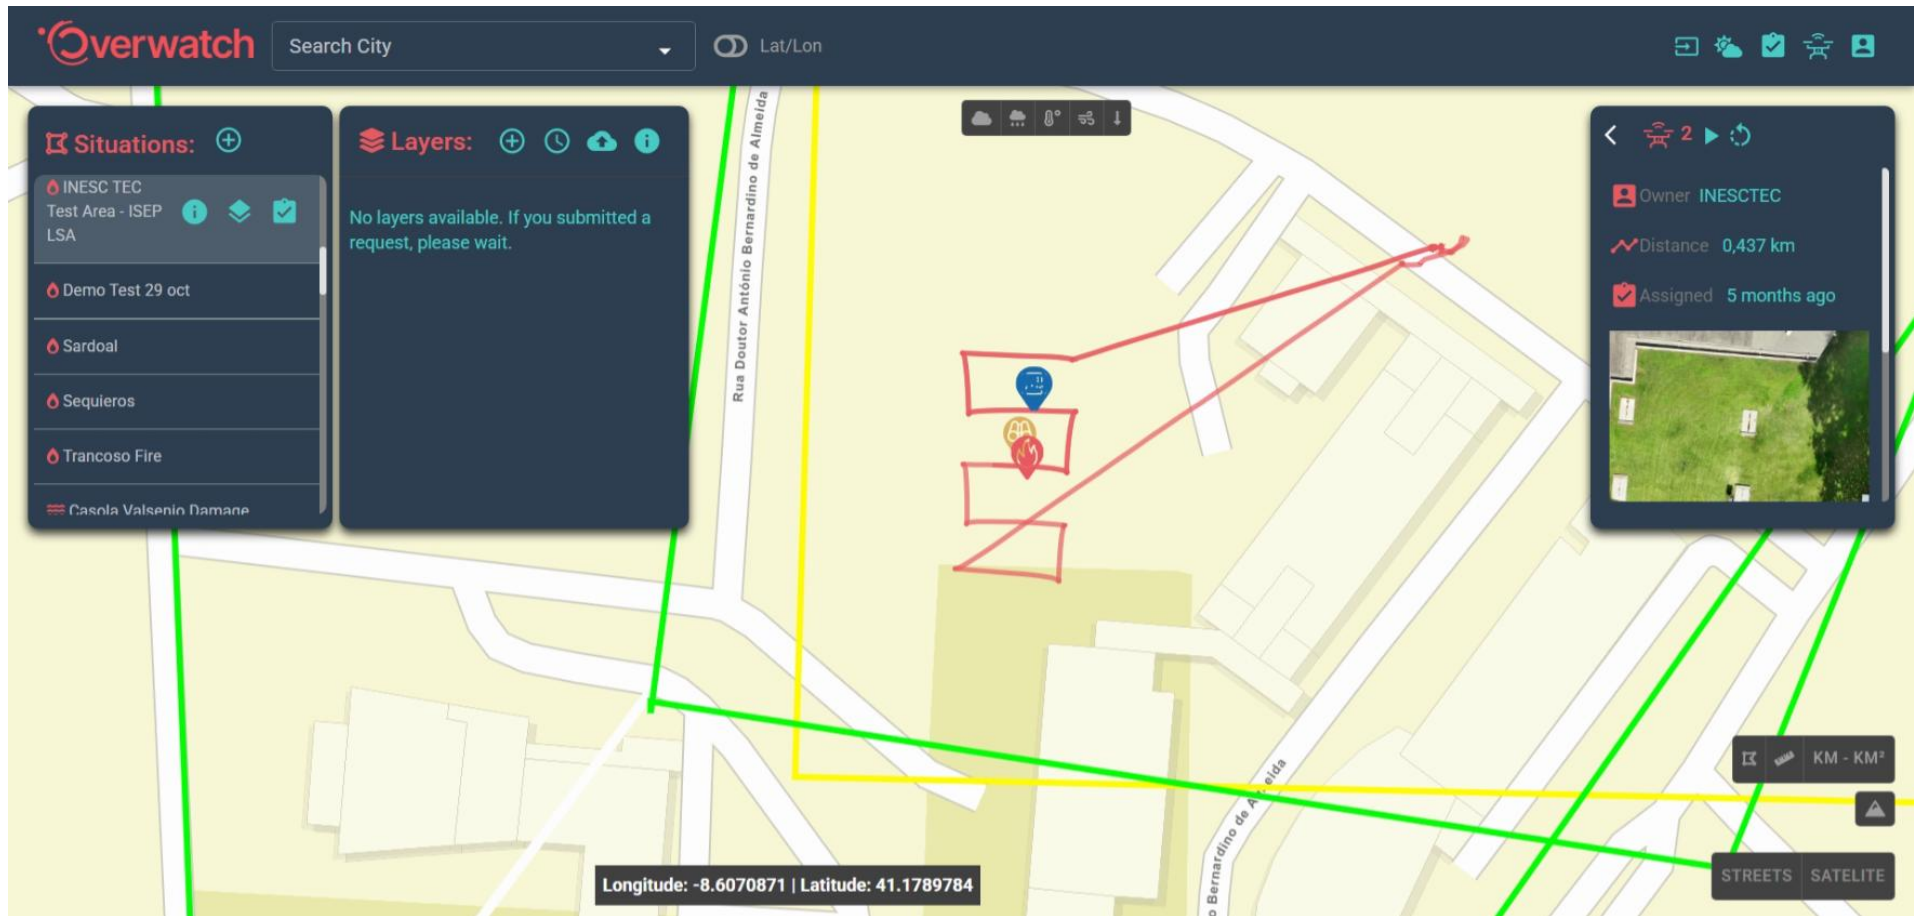 Overwatch
Search City
Lat/Lon
Situations:
INESC TEC
Test Area - ISEP
LSA
Demo Test 29 oct
Sardoal
Sequieros
Trancoso Fire
Casola Valsenio Damage
Layers:
No layers available. If you submitted a
request, please wait.
Rua Doutor António Bernardino de Almeida
2
Owner INESCTEC
Distance 0,437 km
Assigned 5 months ago
KM - KM²
STREETS SATELITE
Longitude: -8.6070871 | Latitude: 41.1789784